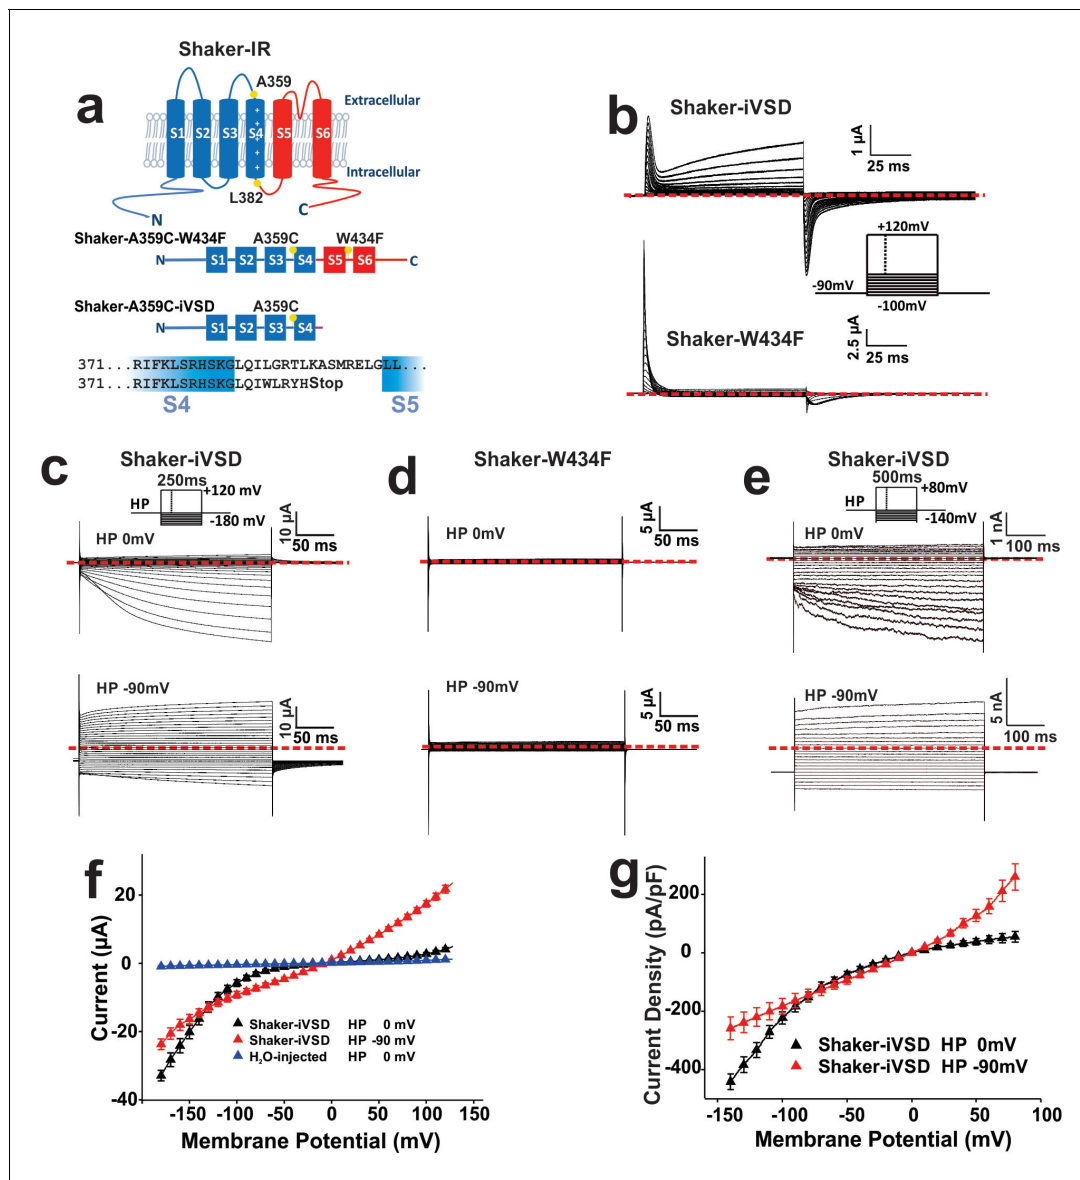 a
Shaker-IR
A359
Extracellular
S1 S2 S3 S4 S5 S6
Intracellular
L382
N
C
Shaker-A359C-W434F
A359C W434F
N S1 S2 S3 S4 S5 S6 C
Shaker-A359C-iVSD
A359C
N S1 S2 S3 S4
371...RIFKLSRHSKGLQILGRTLKASMRELGLL...
371...RIFKLSRHSKGLQIWLRYHStop
S4 S5
b
Shaker-iVSD
1 µA
25 ms
+120mV
-90mV
-100mV
Shaker-W434F
2.5 µA
25 ms
c
Shaker-iVSD
250ms
HP
+120 mV
-180 mV
10 µA
50 ms
HP 0mV
HP -90mV
10 µA
50 ms
d
Shaker-W434F
5 µA
50 ms
HP 0mV
HP -90mV
5 µA
50 ms
e
Shaker-iVSD
500ms
HP
+80mV
-140mV
1 nA
100 ms
HP 0mV
HP -90mV
5 nA
100 ms
f
Current (µA)
20
0
-20
-40
Shaker-iVSD HP 0 mV
Shaker-iVSD HP -90 mV
H2O-injected HP 0 mV
-150 -100 -50 0 50 100 150
Membrane Potential (mV)
g
Current Density (pA/pF)
200
0
-200
-400
Shaker-iVSD HP 0mV
Shaker-iVSD HP -90mV
-150 -100 -50 0 50 100
Membrane Potential (mV)